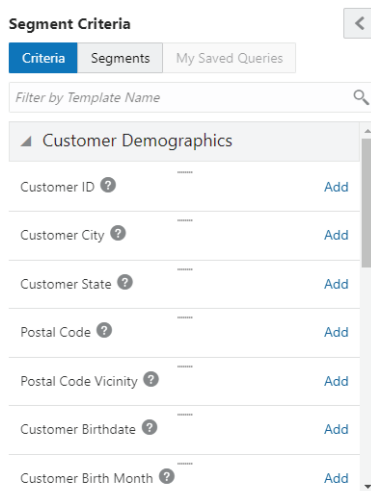 Segment Criteria
Criteria Segments My Saved Queries
Filter by Template Name
Customer Demographics
Customer ID ? Add
Customer City ? Add
Customer State ? Add
Postal Code ? Add
Postal Code Vicinity ? Add
Customer Birthdate ? Add
Customer Birth Month ? Add